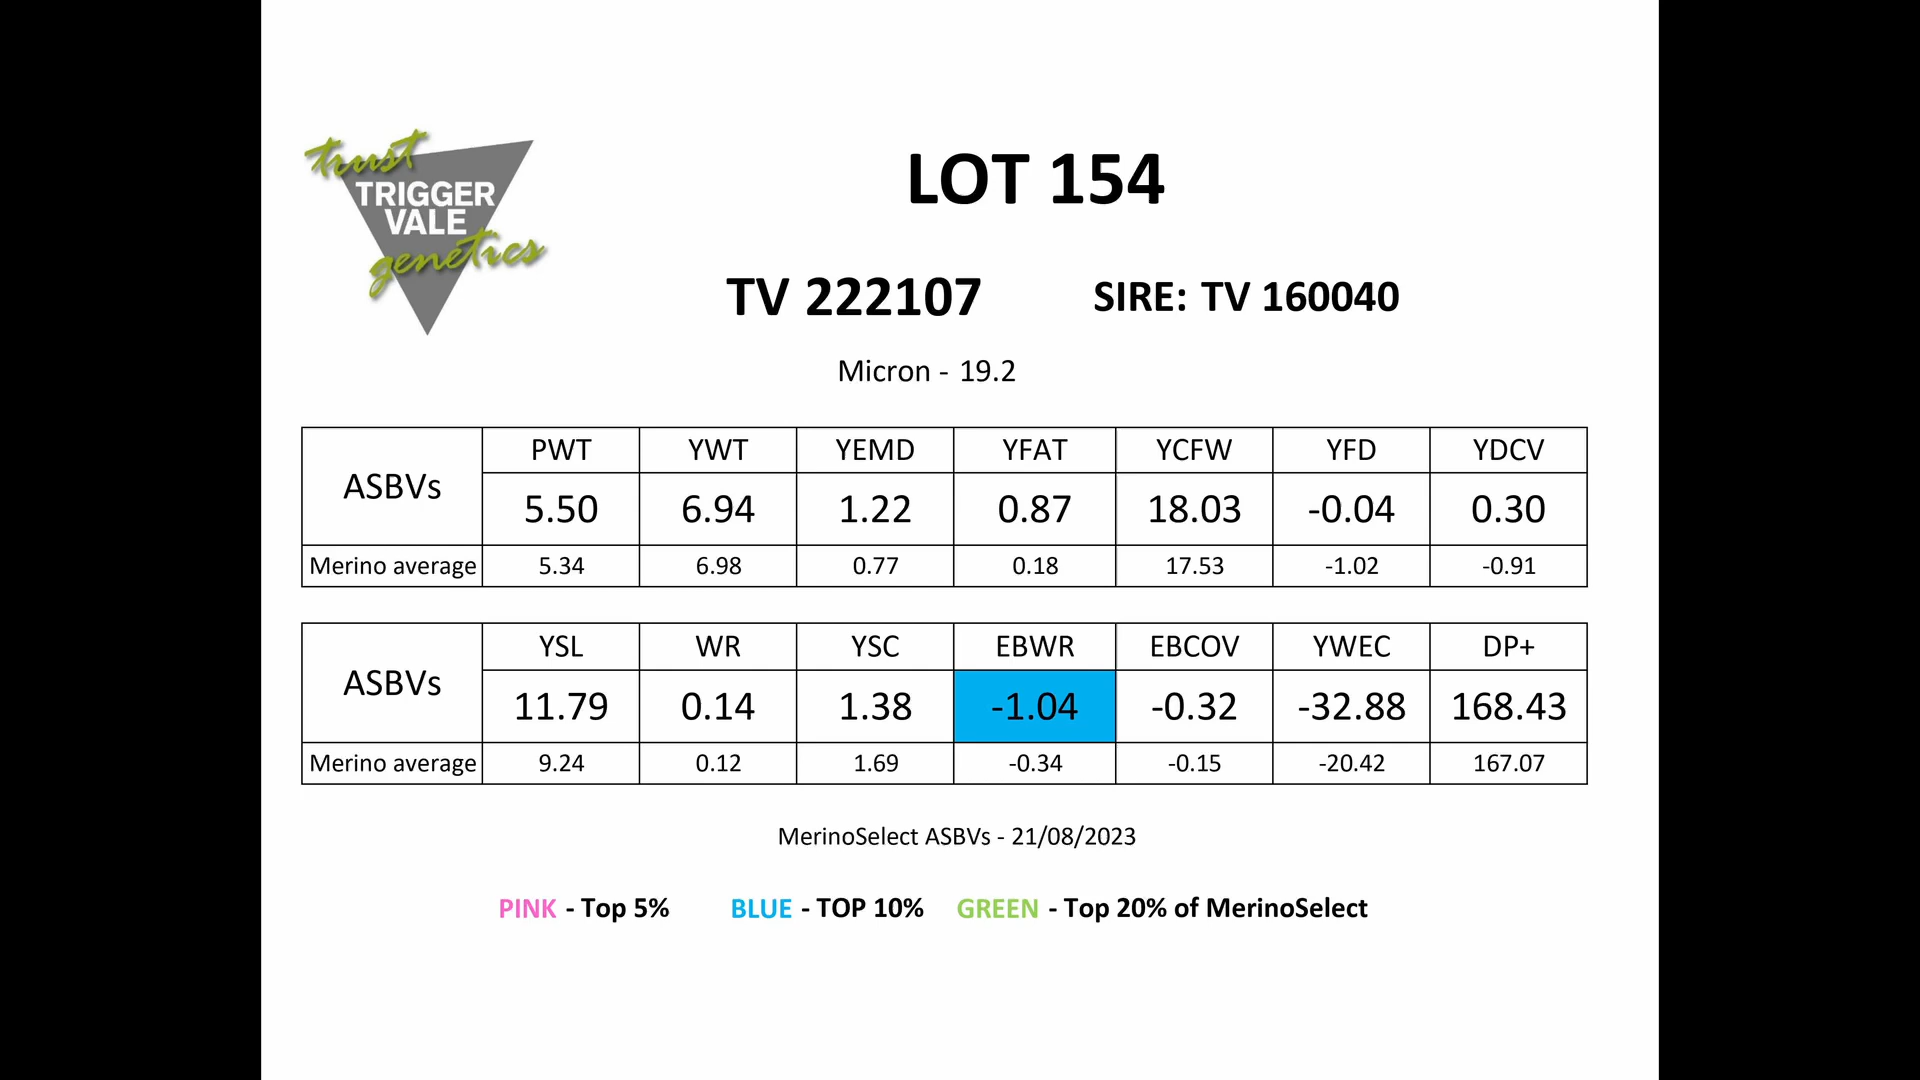 trust
TRIGGER
VALE
genetics
LOT 154
TV 222107 SIRE: TV 160040
Micron - 19.2
ASBVs PWT YWT YEMD YFAT YCFW YFD YDCV
5.50 6.94 1.22 0.87 18.03 -0.04 0.30
Merino average 5.34 6.98 0.77 0.18 17.53 -1.02 -0.91
ASBVs YSL WR YSC EBWR EBCOV YWEC DP+
11.79 0.14 1.38 -1.04 -0.32 -32.88 168.43
Merino average 9.24 0.12 1.69 -0.34 -0.15 -20.42 167.07
MerinoSelect ASBVs - 21/08/2023
PINK - Top 5% BLUE - TOP 10% GREEN - Top 20% of MerinoSelect